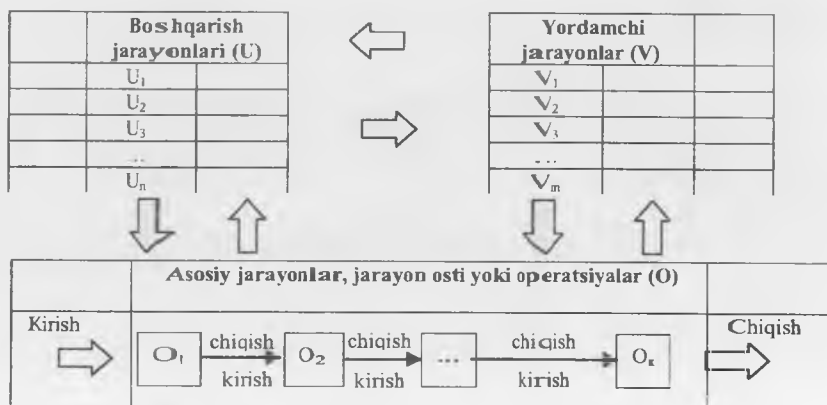 Boshqarish
jarayonlari (U)
U₁
U₂
U₃
...
Uₙ
Yordamchi
jarayonlar (V)
V₁
V₂
V₃
...
Vₘ
Asosiy jarayonlar, jarayon osti yoki operatsiyalar (O)
Kirish
O₁
chiqish
kirish
O₂
chiqish
kirish
...
chiqish
kirish
Oₖ
Chiqish